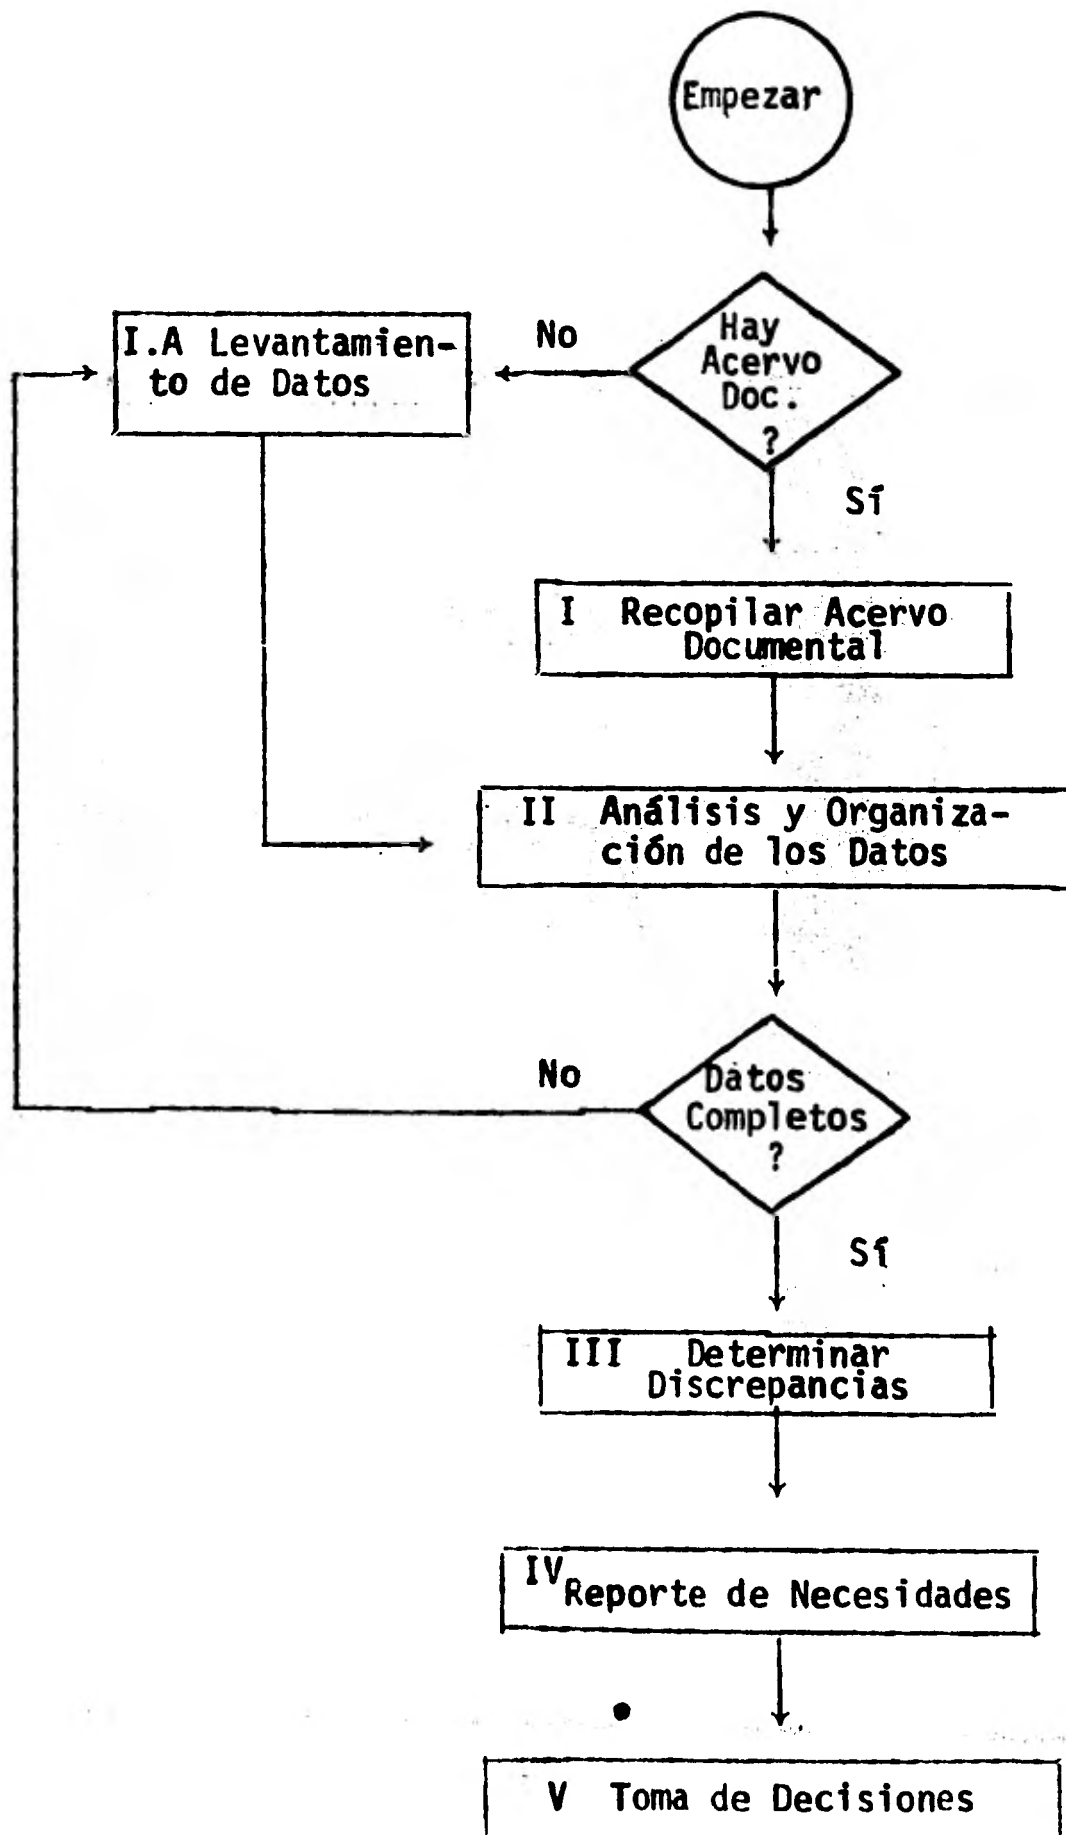 Empezar
Hay
Acervo
Doc.
?
No
I.A Levantamien-
to de Datos
Sí
I Recopilar Acervo
Documental
II Análisis y Organiza-
ción de los Datos
No
Datos
Completos
?
Sí
III Determinar
Discrepancias
IV Reporte de Necesidades
V Toma de Decisiones